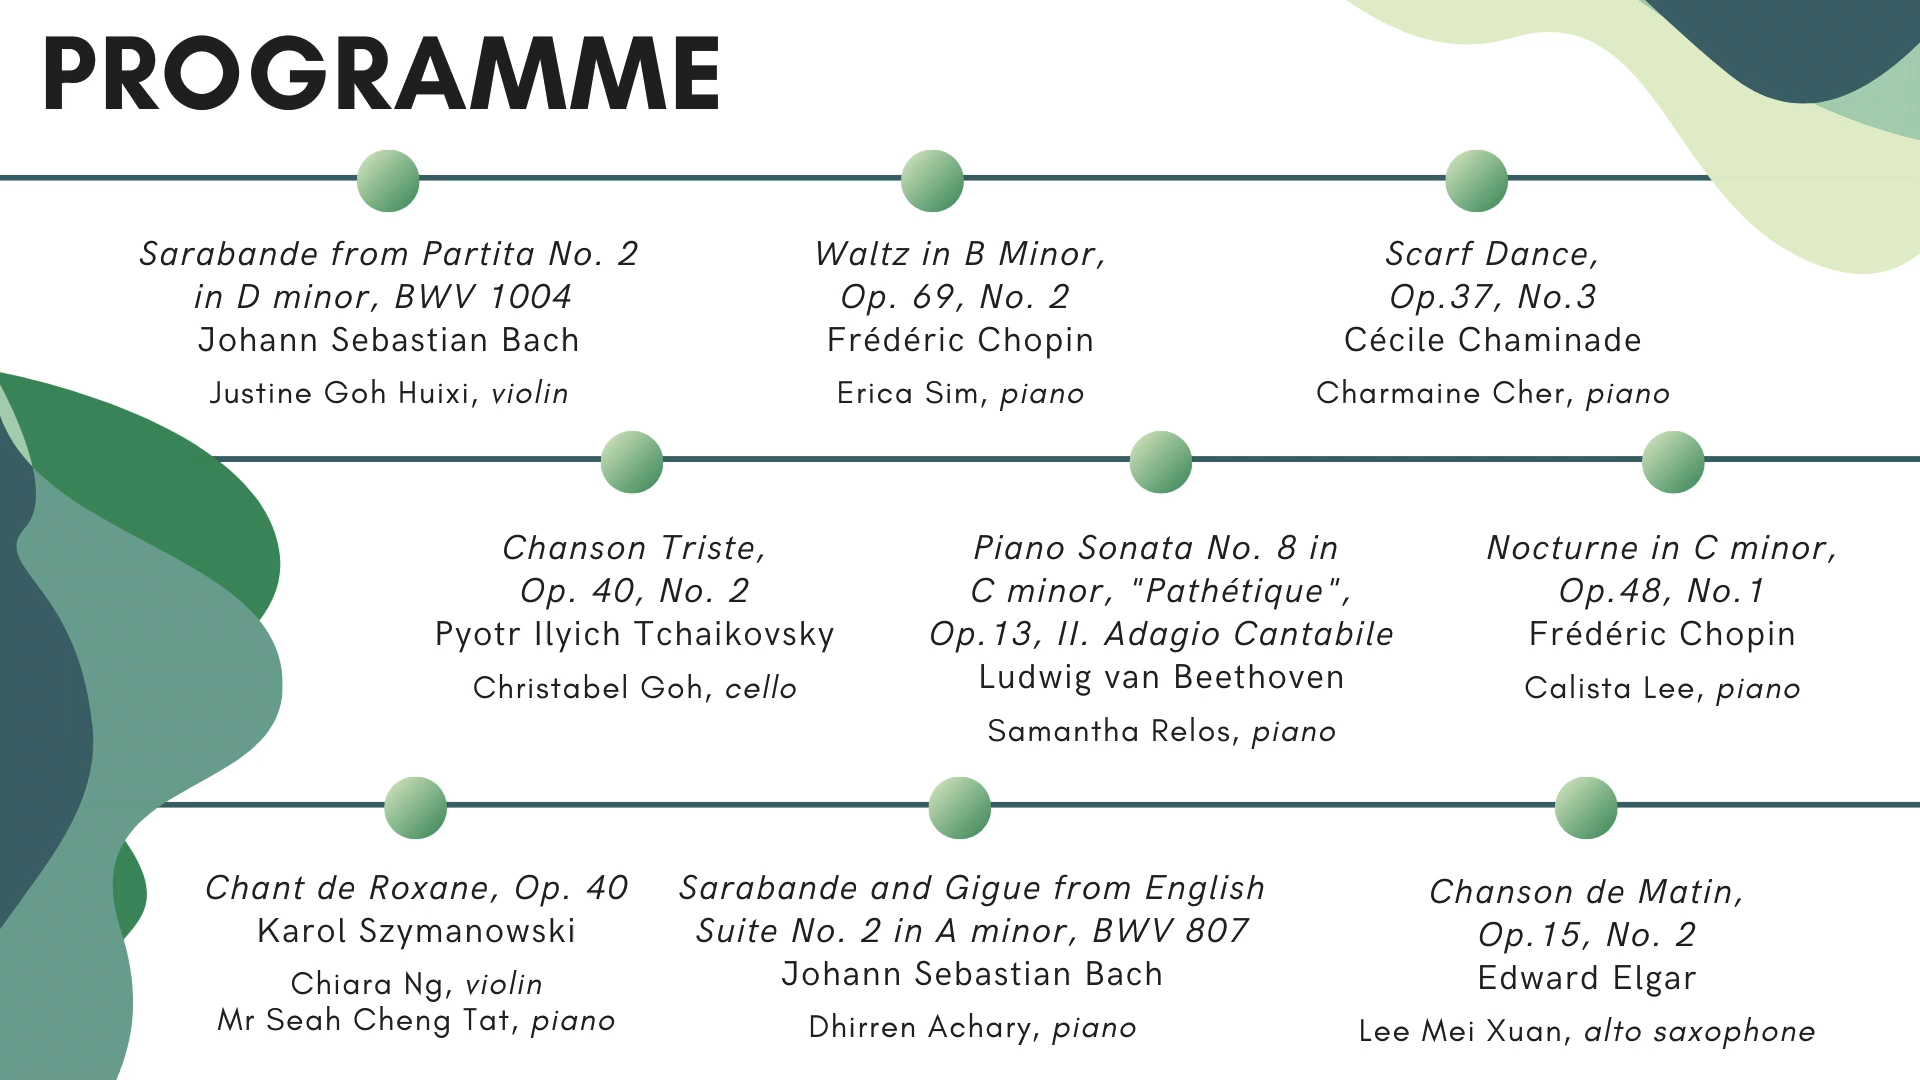 PROGRAMME
Sarabande from Partita No. 2
in D minor, BWV 1004
Johann Sebastian Bach
Justine Goh Huixi, violin
Waltz in B Minor,
Op. 69, No. 2
Frédéric Chopin
Erica Sim, piano
Scarf Dance,
Op.37, No.3
Cécile Chaminade
Charmaine Cher, piano
Chanson Triste,
Op. 40, No. 2
Pyotr Ilyich Tchaikovsky
Christabel Goh, cello
Piano Sonata No. 8 in
C minor, "Pathétique",
Op.13, II. Adagio Cantabile
Ludwig van Beethoven
Samantha Relos, piano
Nocturne in C minor,
Op.48, No.1
Frédéric Chopin
Calista Lee, piano
Chant de Roxane, Op. 40
Karol Szymanowski
Chiara Ng, violin
Mr Seah Cheng Tat, piano
Sarabande and Gigue from English
Suite No. 2 in A minor, BWV 807
Johann Sebastian Bach
Dhirren Achary, piano
Chanson de Matin,
Op.15, No. 2
Edward Elgar
Lee Mei Xuan, alto saxophone